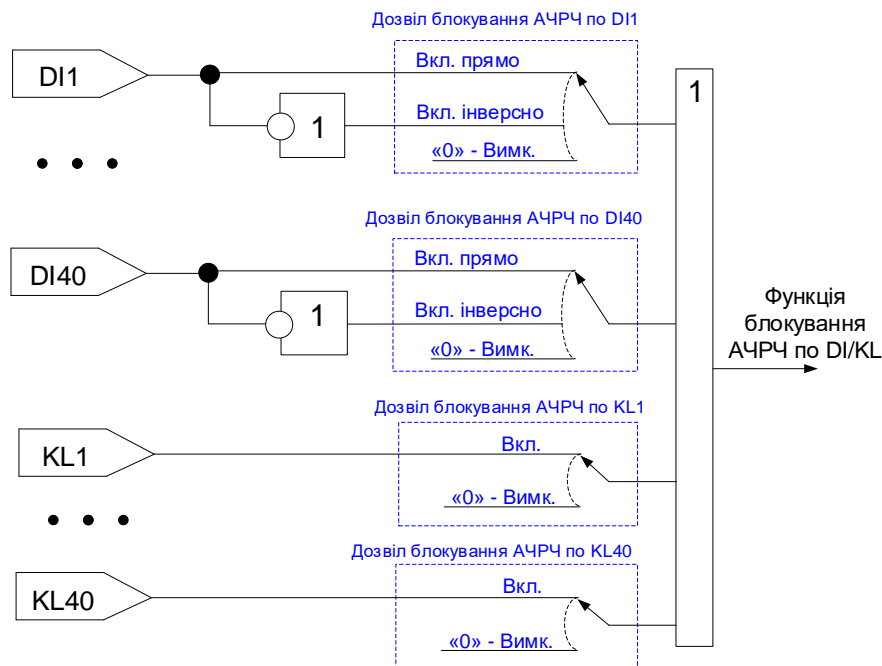 Дозвіл блокування АЧРЧ по DI1
DI1
Вкл. прямо
1
1
Вкл. інверсно
«0» - Вимк.
Дозвіл блокування АЧРЧ по DI40
DI40
Вкл. прямо
1
Вкл. інверсно
«0» - Вимк.
Функція
блокування
АЧРЧ по DI/KL
Дозвіл блокування АЧРЧ по KL1
KL1
Вкл.
«0» - Вимк.
Дозвіл блокування АЧРЧ по KL40
KL40
Вкл.
«0» - Вимк.